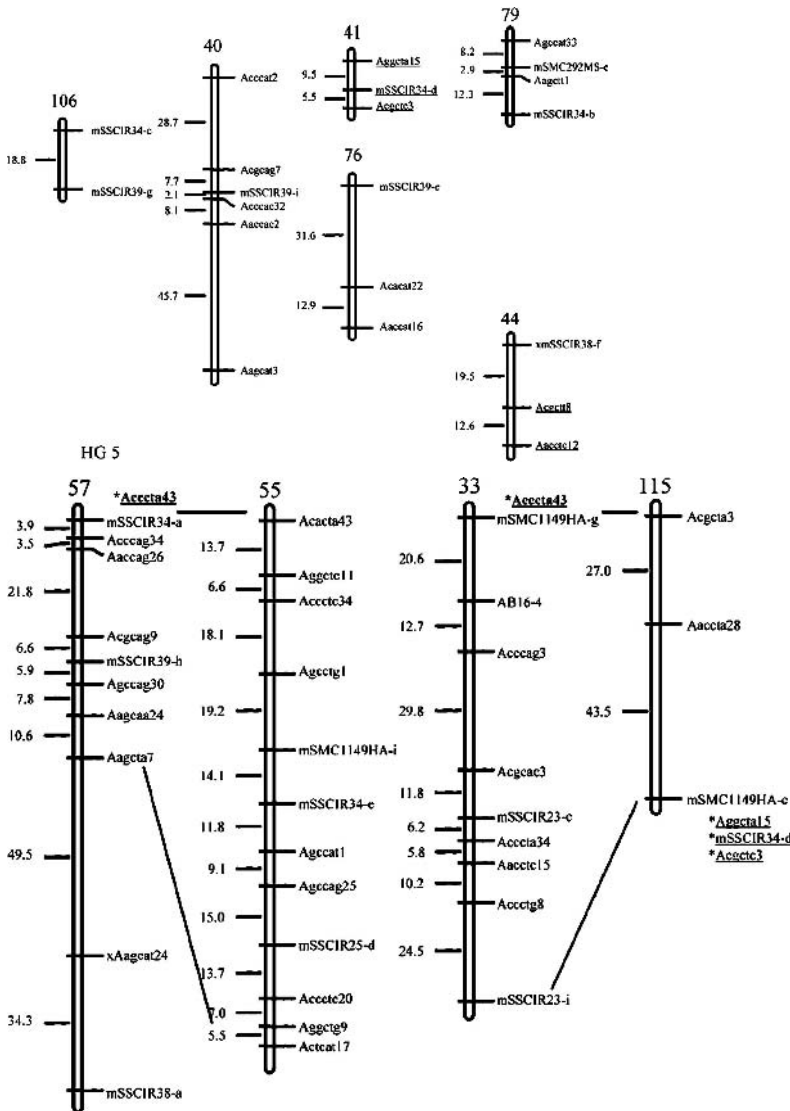 106
mSSCIR34-c
18.8
mSSCIR39-g
40
Acccat2
28.7
Acgcag7
7.7
mSSCIR39-i
2.1
Acccac32
8.1
Aaccac2
45.7
Aagcat3
41
Aggcta15
9.5
mSSCIR34-d
5.5
Acgctc3
76
mSSCIR39-e
31.6
Acacat22
12.9
Aaccat16
79
Agccat33
8.2
mSMC292MS-e
2.9
Aagctt1
12.3
mSSCIR34-b
44
xmSSCIR38-f
19.5
Acgctt8
12.6
Aacctc12
HG 5
57
*Acccta43
mSSCIR34-a
3.9
Acccag34
3.5
Aaccag26
21.8
Acgcag9
6.6
mSSCIR39-h
5.9
Agccag30
7.8
Aagcaa24
10.6
Aagcta7
49.5
xAagcat24
34.3
mSSCIR38-a
55
Acacta43
13.7
Aggctc11
6.6
Accctc34
18.1
Agcctg1
19.2
mSMC1149HA-i
14.1
mSSCIR34-e
11.8
Agccat1
9.1
Agccag25
15.0
mSSCIR25-d
13.7
Accctc20
7.0
Aggctg9
5.5
Actcat17
33
*Acccta43
mSMC1149HA-g
20.6
AB16-4
12.7
Acccag3
29.8
Acgcac3
11.8
mSSCIR23-c
6.2
Acccta34
5.8
Aacctc15
10.2
Accctg8
24.5
mSSCIR23-i
115
Acgcta3
27.0
Aaccta28
43.5
mSMC1149HA-c
*Aggcta15
*mSSCIR34-d
*Acgctc3